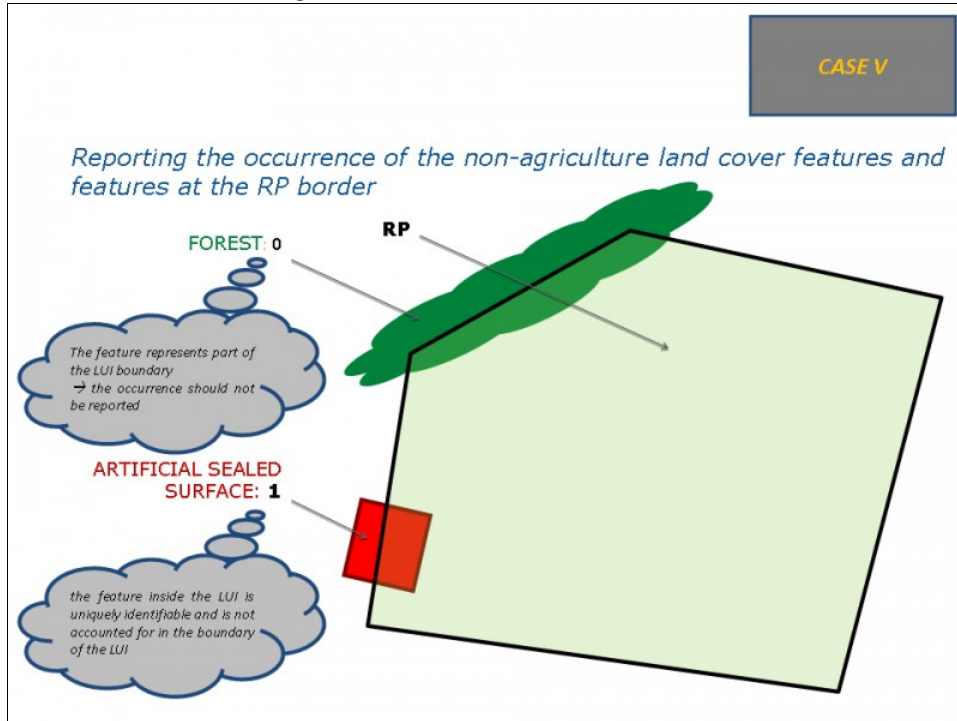 CASE V
Reporting the occurrence of the non-agriculture land cover features and
features at the RP border
RP
FOREST: 0
The feature represents part of
the LUI boundary
→ the occurrence should not
be reported
ARTIFICIAL SEALED
SURFACE: 1
the feature inside the LUI is
uniquely identifiable and is not
accounted for in the boundary
of the LUI